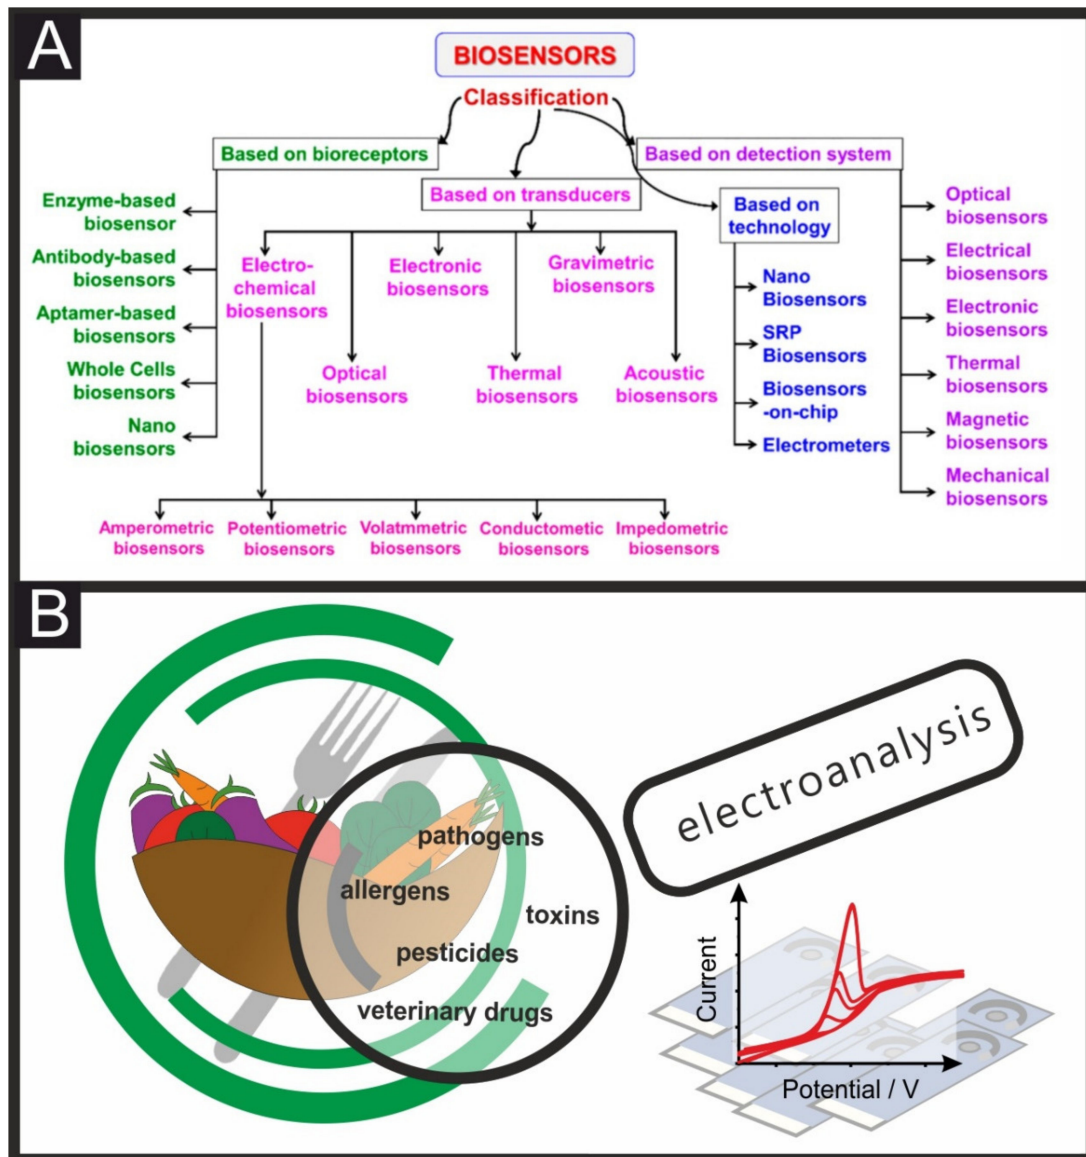 A
BIOSENSORS
Classification
Based on bioreceptors
Enzyme-based
biosensor
Antibody-based
biosensors
Aptamer-based
biosensors
Whole Cells
biosensors
Nano
biosensors
Based on transducers
Electro-
chemical
biosensors
Electronic
biosensors
Gravimetric
biosensors
Optical
biosensors
Thermal
biosensors
Acoustic
biosensors
Amperometric
biosensors
Potentiometric
biosensors
Volatmmetric
biosensors
Conductometic
biosensors
Impedometric
biosensors
Based on
technology
Nano
Biosensors
SRP
Biosensors
Biosensors
-on-chip
Electrometers
Based on detection system
Optical
biosensors
Electrical
biosensors
Electronic
biosensors
Thermal
biosensors
Magnetic
biosensors
Mechanical
biosensors
B
pathogens
allergens
toxins
pesticides
veterinary drugs
electroanalysis
Current
Potential / V